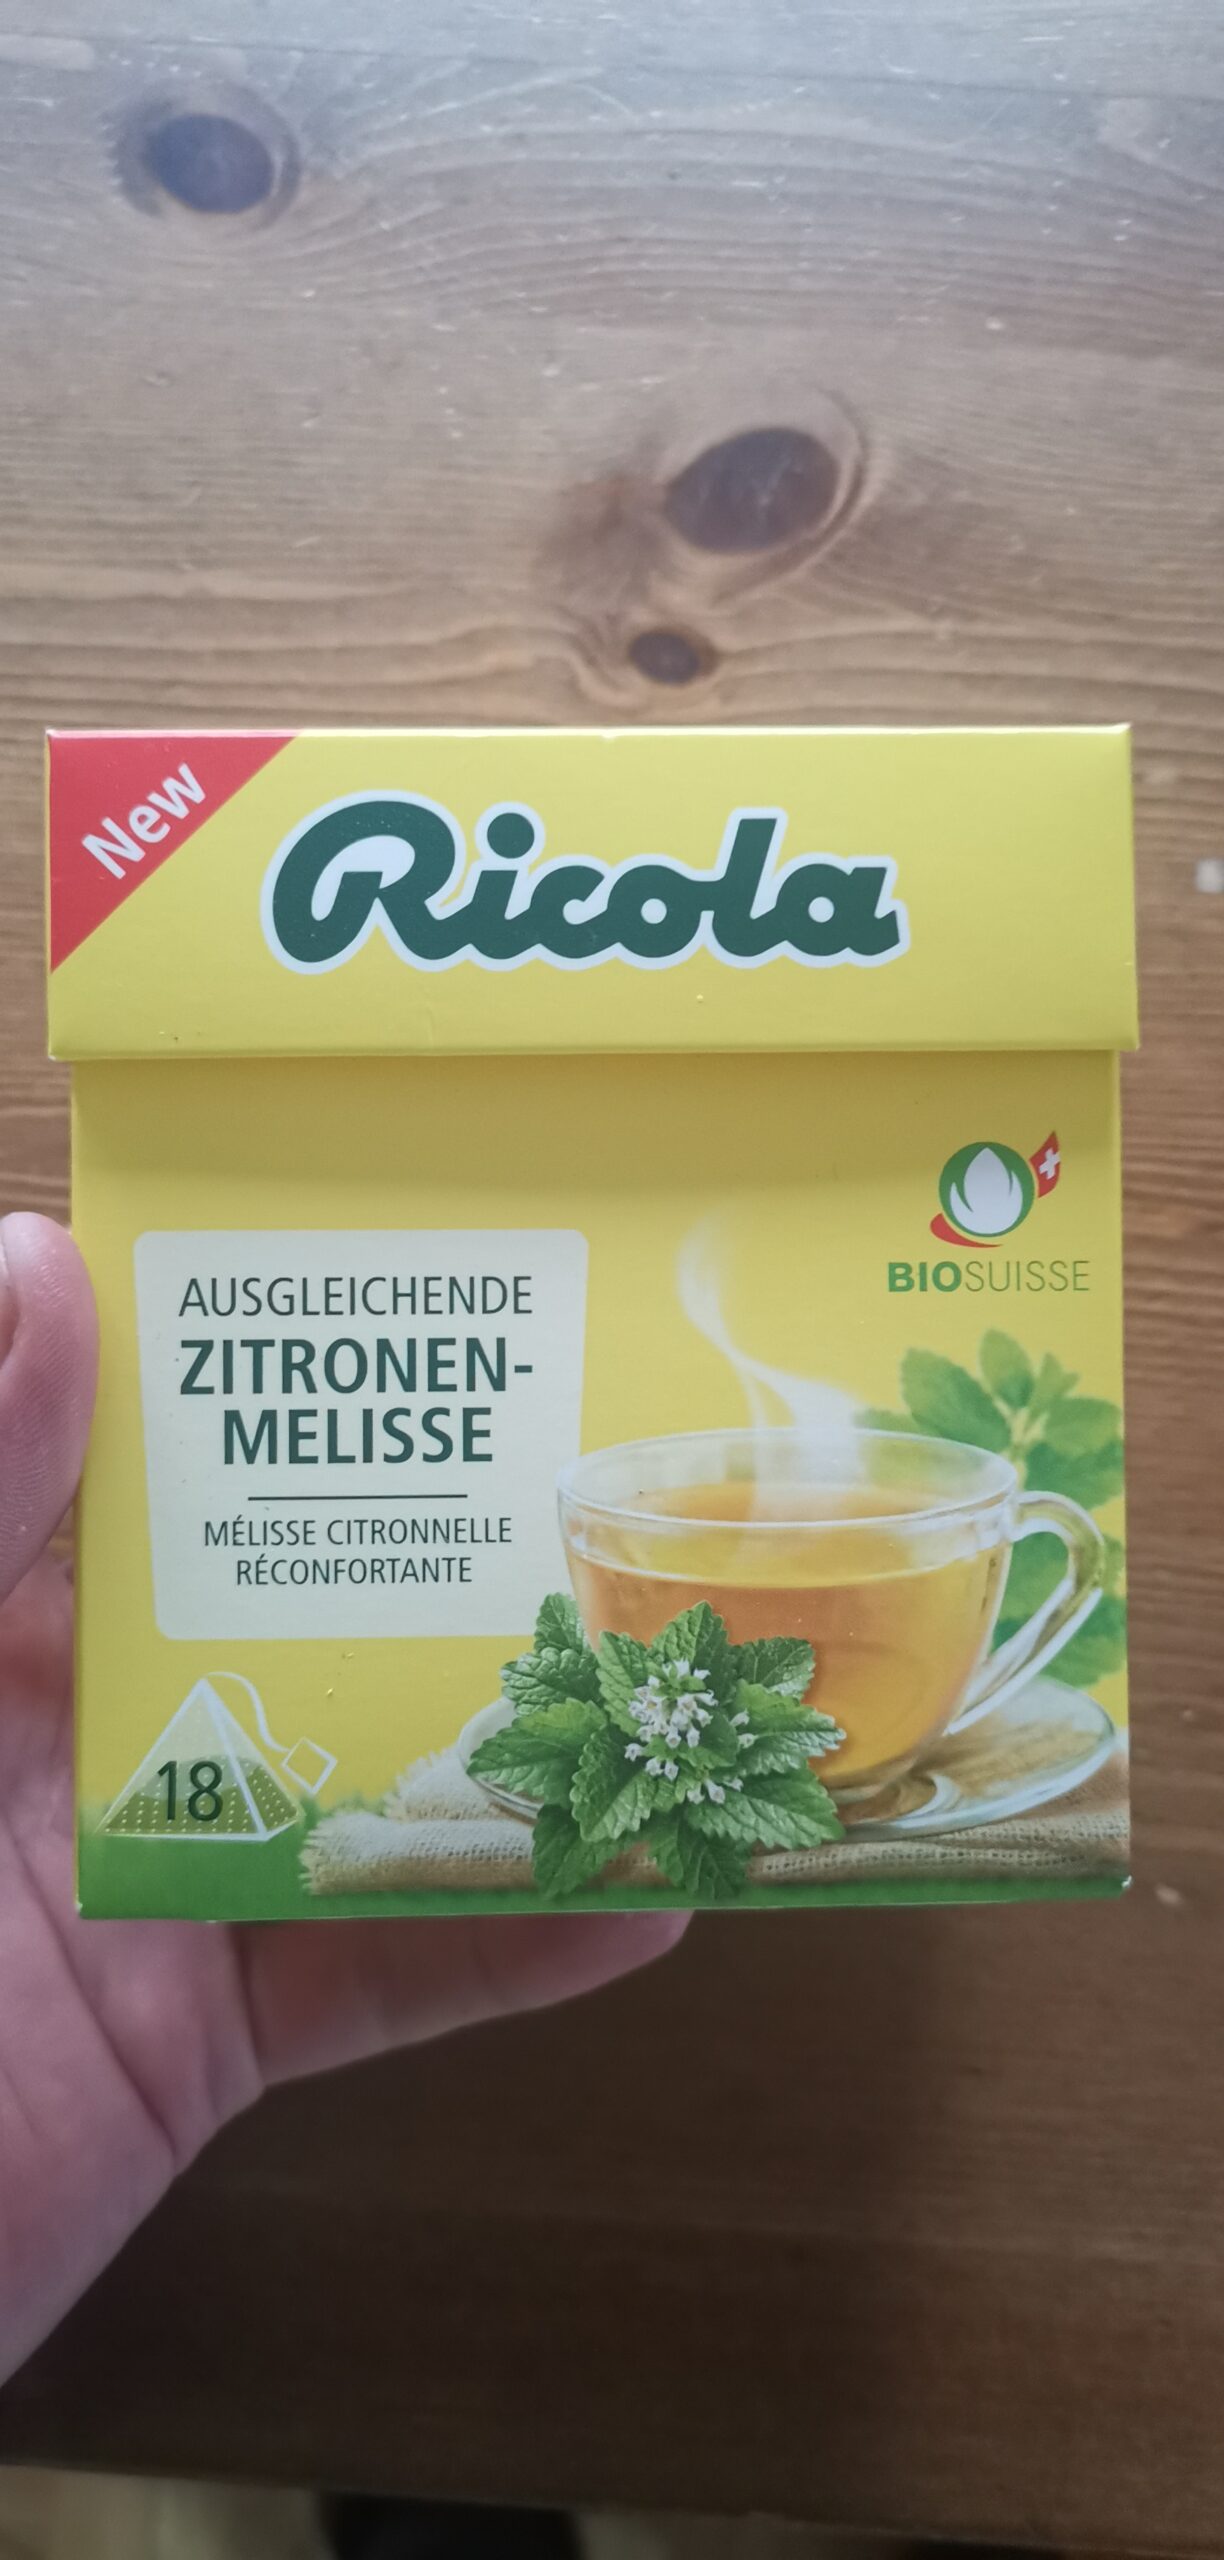 New
Ricola
BIOSUISSE
AUSGLEICHENDE
ZITRONEN-
MELISSE
MÉLISSE CITRONNELLE
RÉCONFORTANTE
18